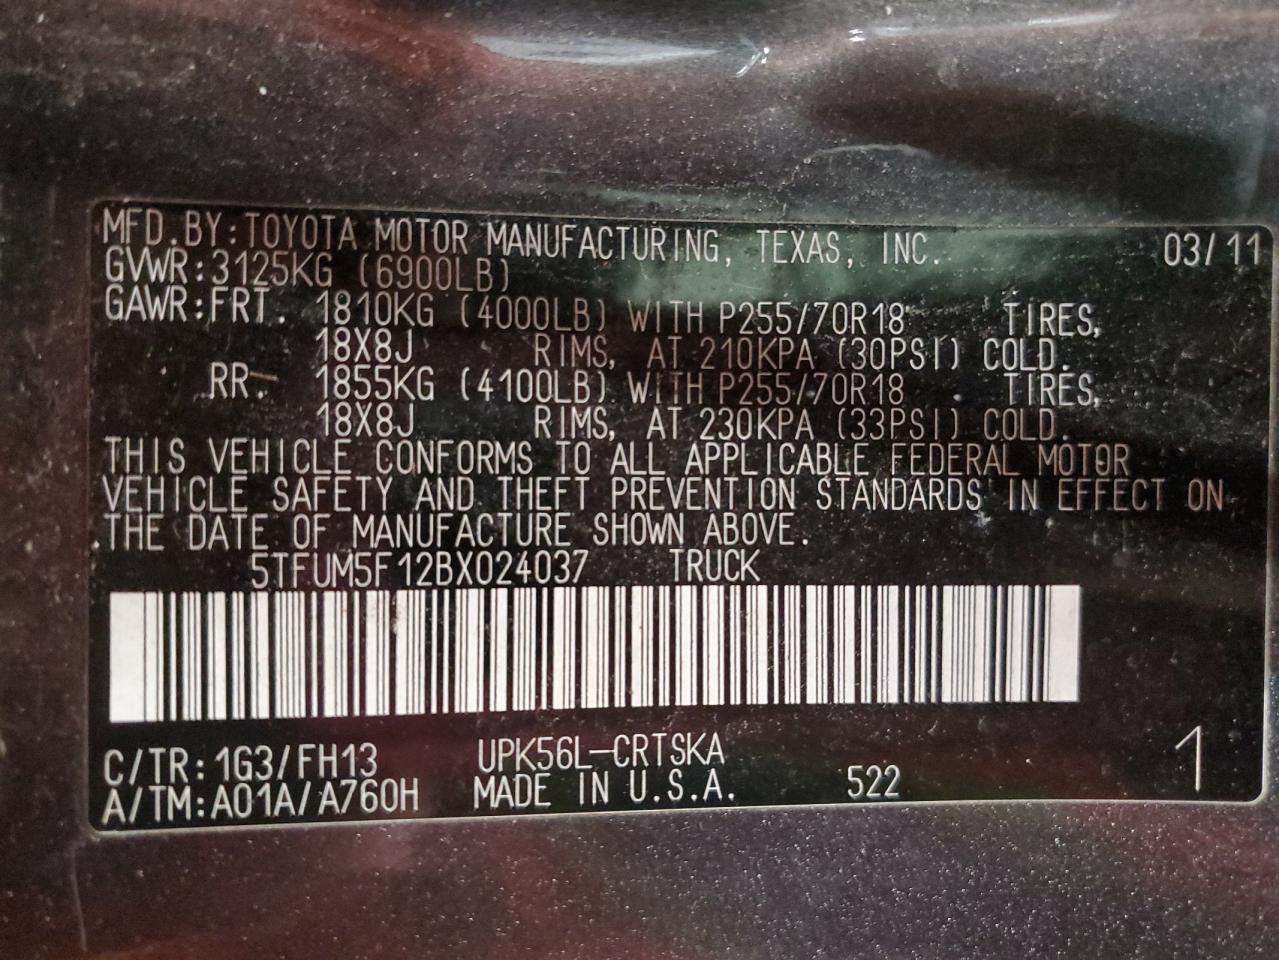 MFD.BY:TOYOTA MOTOR MANUFACTURING, TEXAS, INC. 03/11
GVWR:3125KG (6900LB)
GAWR:FRT. 1810KG (4000LB) WITH P255/70R18 TIRES,
18X8J RIMS, AT 210KPA (30PSI) COLD.
RR. 1855KG (4100LB) WITH P255/70R18 TIRES,
18X8J RIMS, AT 230KPA (33PSI) COLD.
THIS VEHICLE CONFORMS TO ALL APPLICABLE FEDERAL MOTOR
VEHICLE SAFETY AND THEFT PREVENTION STANDARDS IN EFFECT ON
THE DATE OF MANUFACTURE SHOWN ABOVE.
5TFUM5F12BX024037 TRUCK
C/TR:1G3/FH13 UPK56L-CRTSKA 1
A/TM:A01A/A760H MADE IN U.S.A. 522